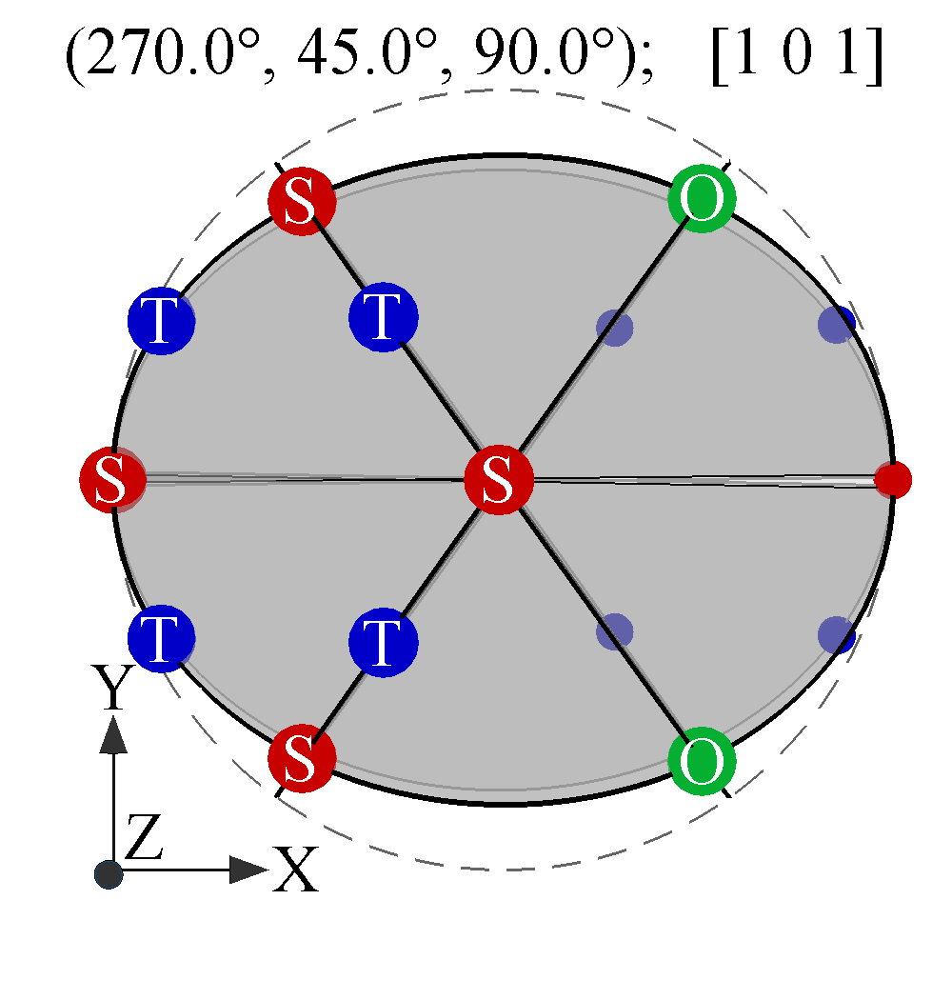 (270.0°, 45.0°, 90.0°); [1 0 1]
S O
T T
S S
T T
S O
Y
Z
X